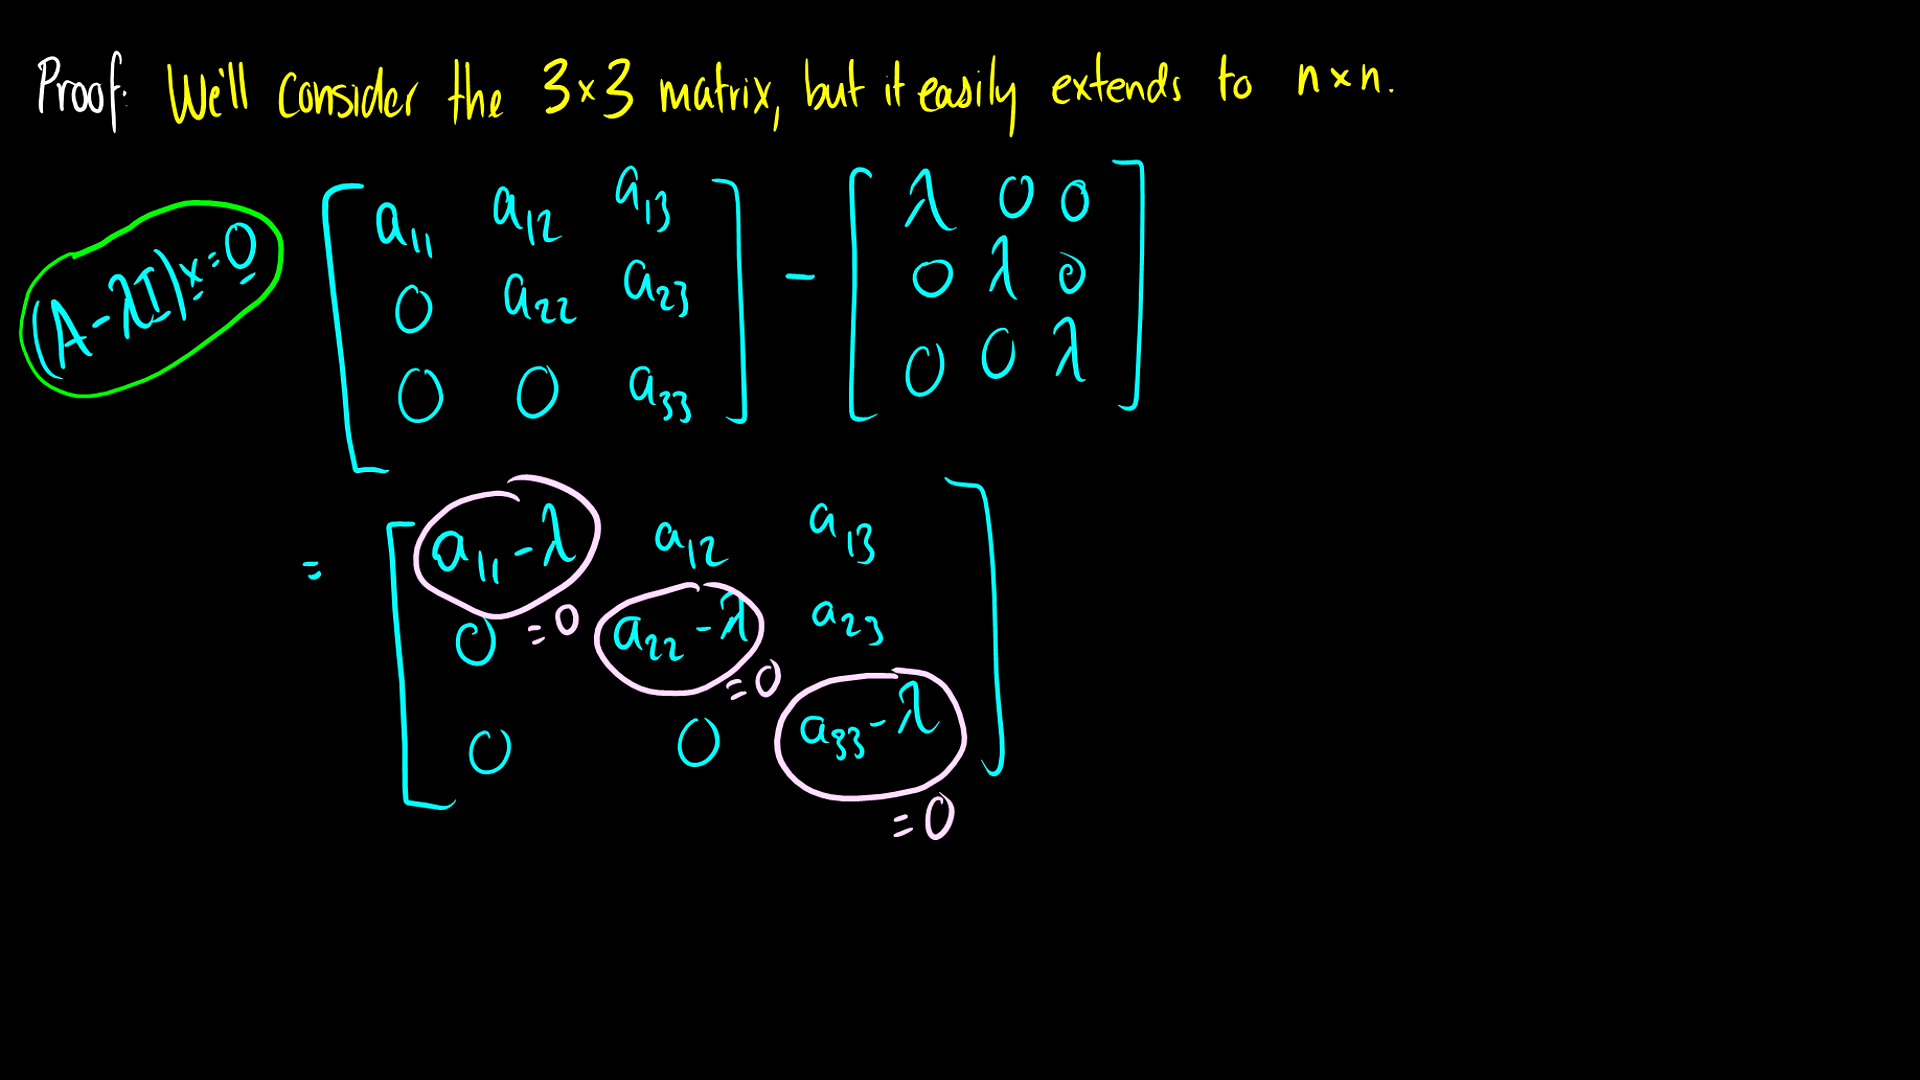 Proof: We'll consider the 3×3 matrix, but it easily extends to n×n.
(A-λI)x=0
[a₁₁ a₁₂ a₁₃] - [λ 0 0]
[0 a₂₂ a₂₃] [0 λ 0]
[0 0 a₃₃] [0 0 λ]
= [a₁₁-λ a₁₂ a₁₃]
[0 =0 a₂₂-λ a₂₃]
=0
[0 0 a₃₃-λ]
=0